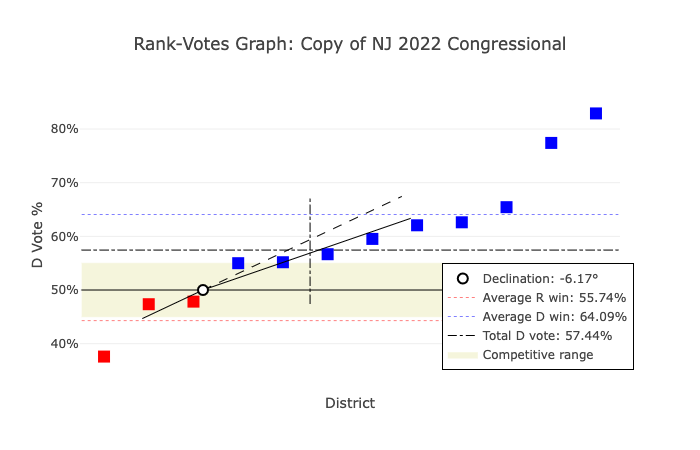 Rank-Votes Graph: Copy of NJ 2022 Congressional
80%
70%
60%
50%
40%
D Vote %
District
Declination: -6.17°
Average R win: 55.74%
Average D win: 64.09%
Total D vote: 57.44%
Competitive range